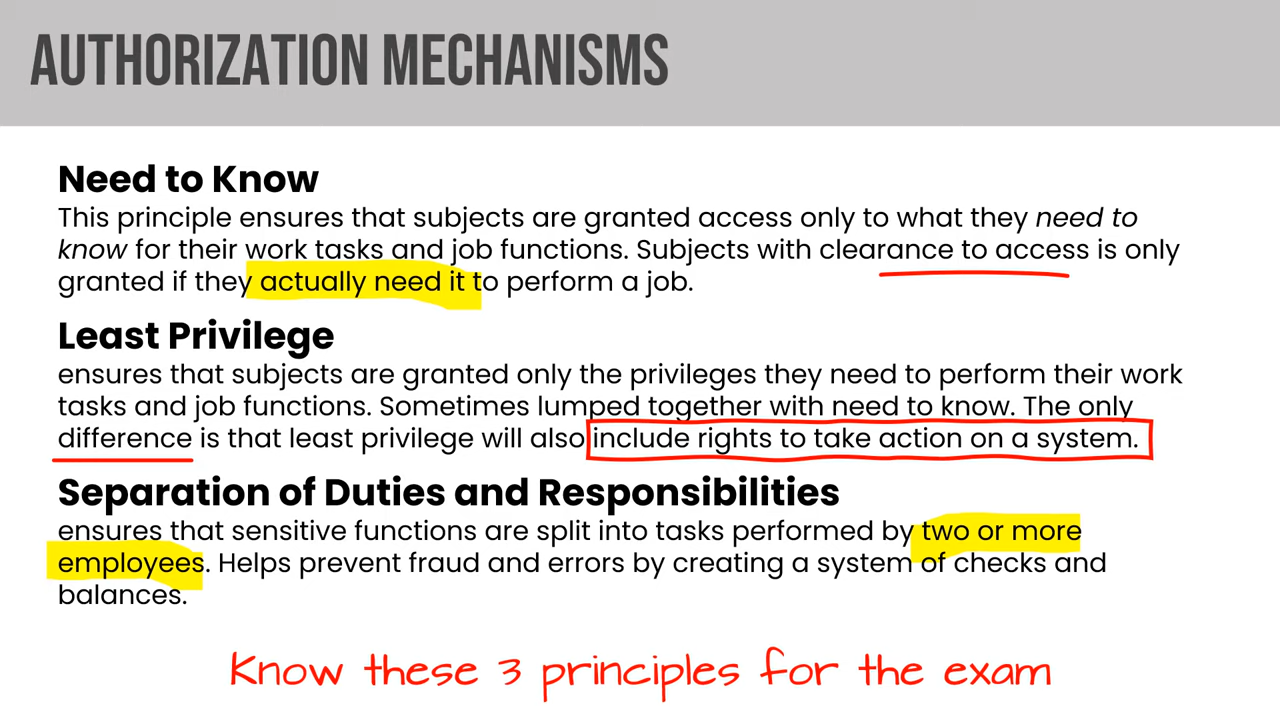 AUTHORIZATION MECHANISMS
Need to Know
This principle ensures that subjects are granted access only to what they need to
know for their work tasks and job functions. Subjects with clearance to access is only
granted if they actually need it to perform a job.
Least Privilege
ensures that subjects are granted only the privileges they need to perform their work
tasks and job functions. Sometimes lumped together with need to know. The only
difference is that least privilege will also include rights to take action on a system.
Separation of Duties and Responsibilities
ensures that sensitive functions are split into tasks performed by two or more
employees. Helps prevent fraud and errors by creating a system of checks and
balances.
Know these 3 principles for the exam